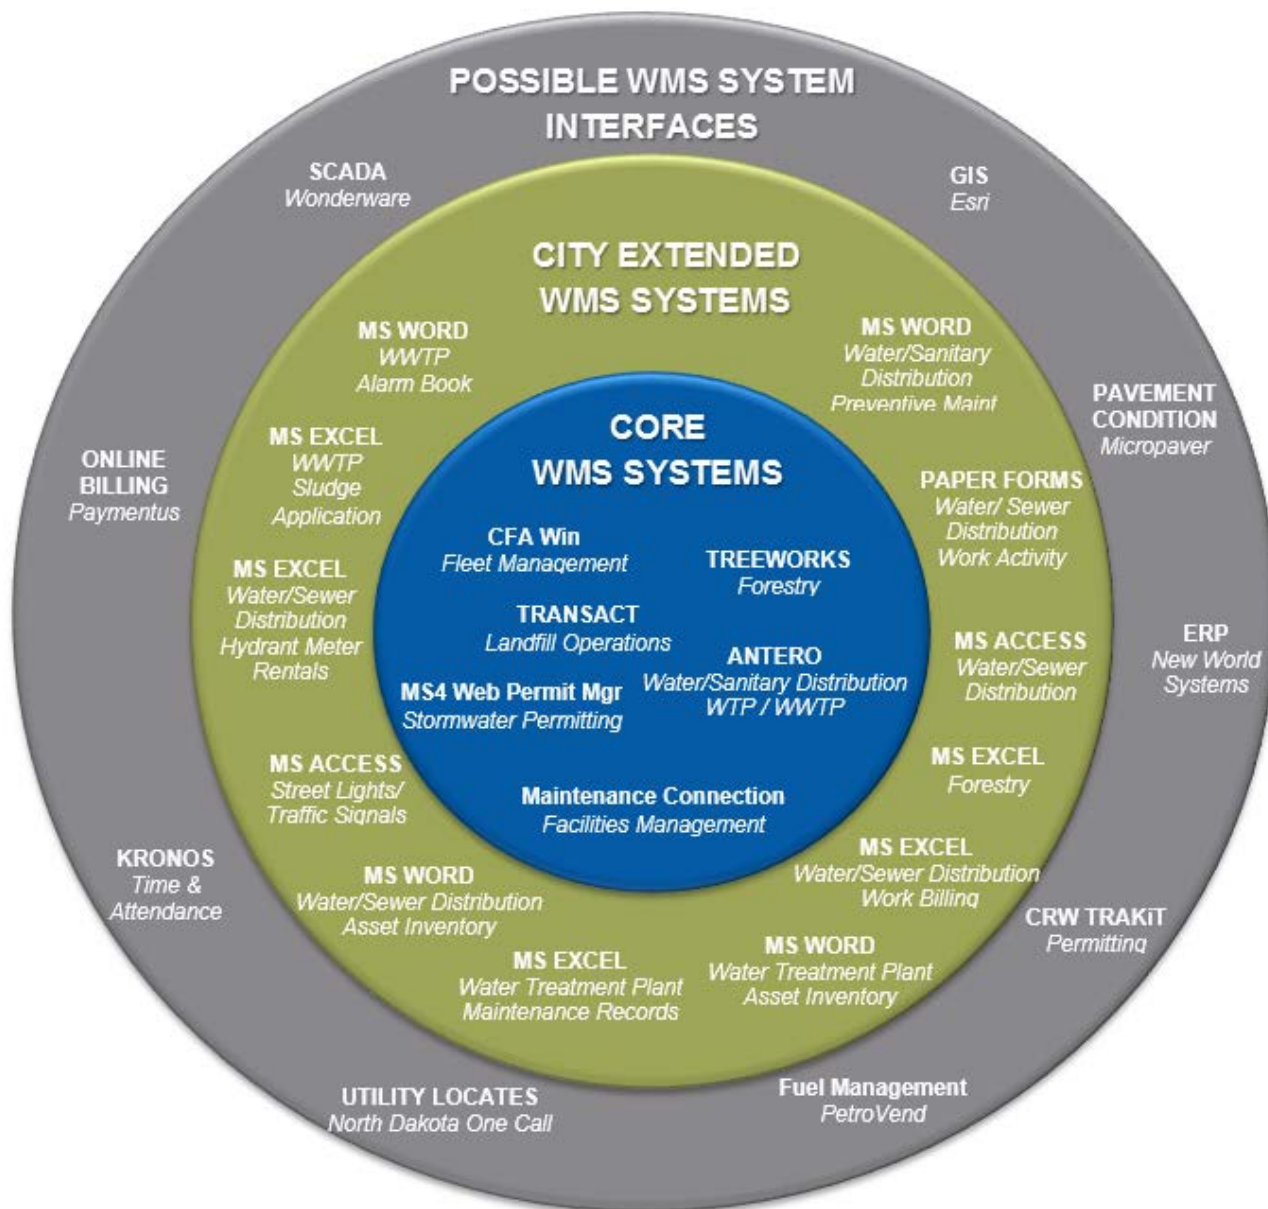 POSSIBLE WMS SYSTEM
INTERFACES
SCADA
Wonderware
GIS
Esri
CITY EXTENDED
WMS SYSTEMS
MS WORD
WWTP
Alarm Book
MS WORD
Water/Sanitary
Distribution
Preventive Maint
PAVEMENT
CONDITION
Micropaver
CORE
WMS SYSTEMS
MS EXCEL
WWTP
Sludge
Application
ONLINE
BILLING
Paymentus
PAPER FORMS
Water/ Sewer
Distribution
Work Activity
CFA Win
Fleet Management
TREEWORKS
Forestry
MS EXCEL
Water/Sewer
Distribution
Hydrant Meter
Rentals
TRANSACT
Landfill Operations
ANTERO
Water/Sanitary Distribution
WTP / WWTP
MS ACCESS
Water/Sewer
Distribution
ERP
New World
Systems
MS4 Web Permit Mgr
Stormwater Permitting
MS ACCESS
Street Lights/
Traffic Signals
MS EXCEL
Forestry
Maintenance Connection
Facilities Management
KRONOS
Time &
Attendance
MS WORD
Water/Sewer Distribution
Asset Inventory
MS EXCEL
Water/Sewer Distribution
Work Billing
CRW TRAKiT
Permitting
MS EXCEL
Water Treatment Plant
Maintenance Records
MS WORD
Water Treatment Plant
Asset Inventory
UTILITY LOCATES
North Dakota One Call
Fuel Management
PetroVend